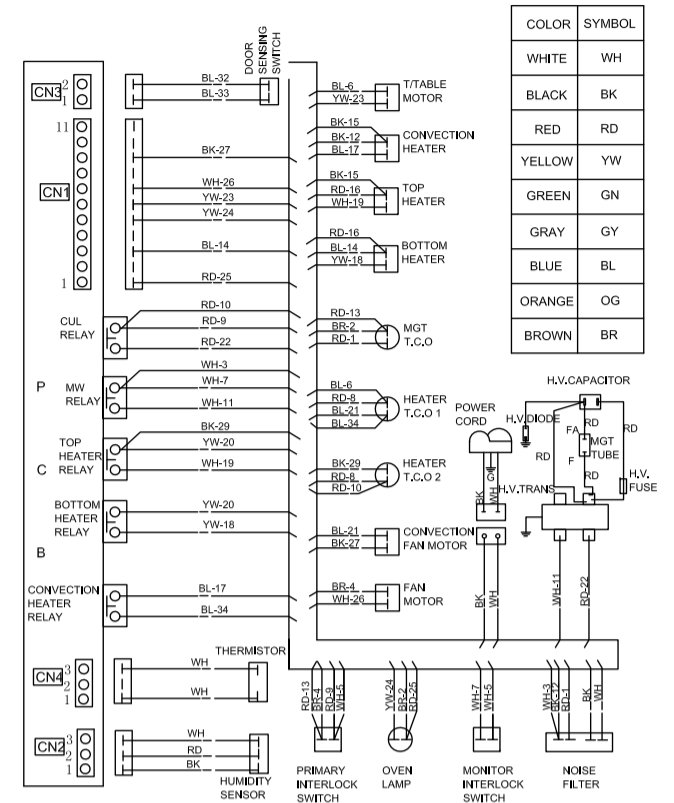 COLOR SYMBOL
WHITE WH
BLACK BK
RED RD
YELLOW YW
GREEN GN
GRAY GY
BLUE BL
ORANGE OG
BROWN BR
DOOR
SENSING
SWITCH
CN3
2
1
BL-32
BL-33
CN1
11
1
BK-27
WH-26
YW-23
YW-24
BL-14
RD-25
CUL
RELAY
RD-10
RD-9
RD-22
P
MW
RELAY
WH-3
WH-7
WH-11
TOP
HEATER
RELAY
C
BK-29
YW-20
WH-19
BOTTOM
HEATER
RELAY
YW-20
YW-18
B
CONVECTION
HEATER
RELAY
BL-17
BL-34
CN4
3
2
1
WH
WH
THERMISTOR
CN2
3
2
1
WH
RD
BK
HUMIDITY
SENSOR
BL-6
YW-23
T/TABLE
MOTOR
BK-15
BK-12
BL-17
CONVECTION
HEATER
BK-15
RD-16
WH-19
TOP
HEATER
RD-16
BL-14
YW-18
BOTTOM
HEATER
RD-13
BR-2
RD-1
MGT
T.C.O
BL-6
RD-8
BL-21
BL-34
HEATER
T.C.O 1
BK-29
RD-8
RD-10
HEATER
T.C.O 2
BL-21
BK-27
CONVECTION
FAN MOTOR
BR-4
WH-26
FAN
MOTOR
POWER
CORD
BK
GY
WH
BK
WH
H.V.CAPACITOR
H.V.DIODE
FA
RD
MGT
TUBE
RD
RD
F
RD
H.V.
FUSE
H.V.TRANS
WH-11
RD-22
RD-13
BR-4
RD-9
WH-5
PRIMARY
INTERLOCK
SWITCH
YW-24
BR-2
RD-25
OVEN
LAMP
WH-7
WH-5
MONITOR
INTERLOCK
SWITCH
WH-3
BK-12
RD-1
BK
WH
NOISE
FILTER